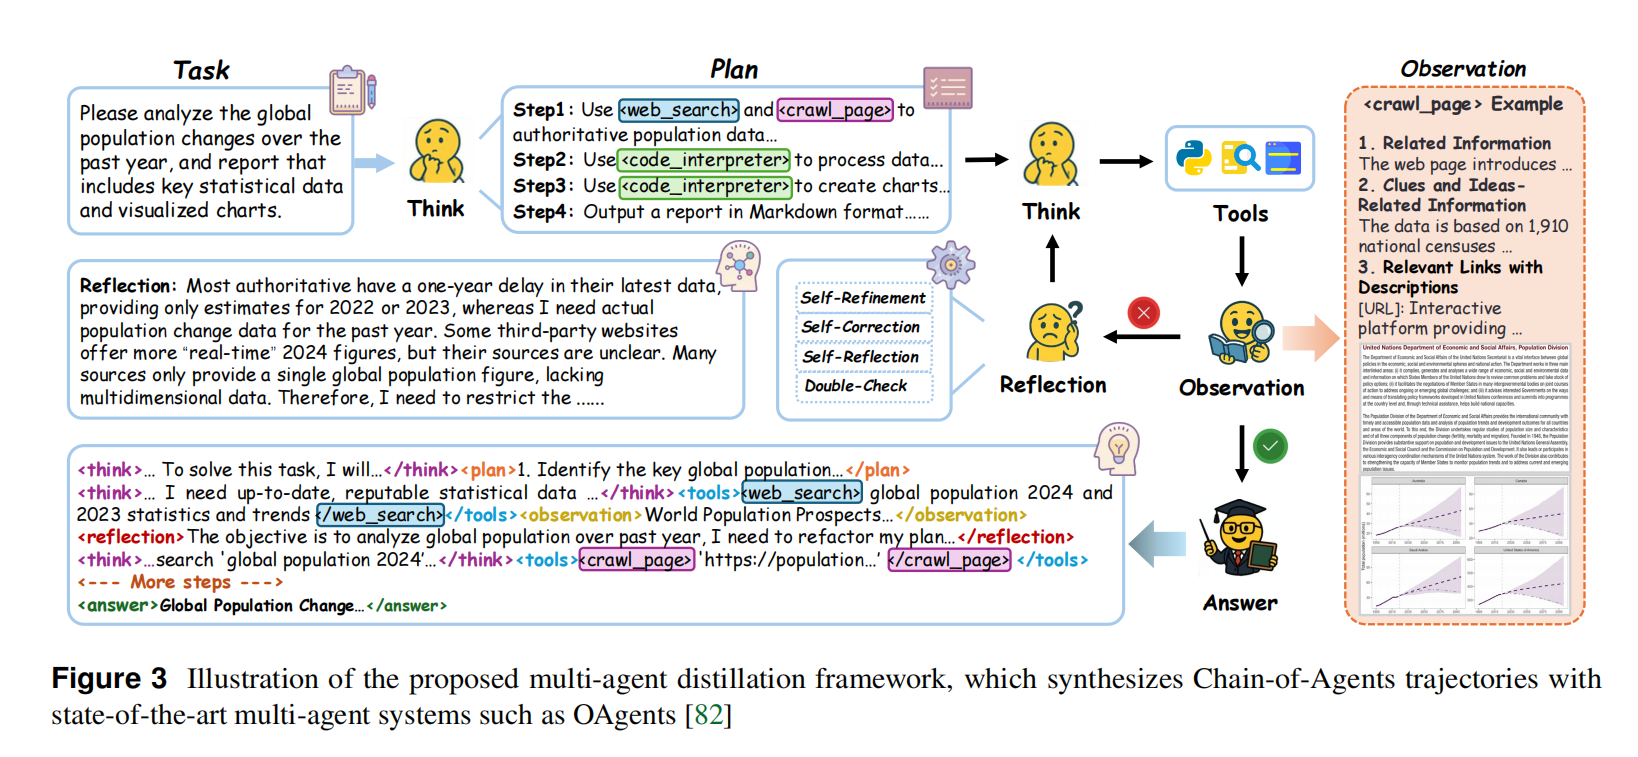 Task
Please analyze the global
population changes over the
past year, and report that
includes key statistical data
and visualized charts.
Think
Plan
Step1: Use <web_search> and <crawl_page> to
authoritative population data...
Step2: Use <code_interpreter> to process data...
Step3: Use <code_interpreter> to create charts...
Step4: Output a report in Markdown format......
Think
Tools
Reflection: Most authoritative have a one-year delay in their latest data,
providing only estimates for 2022 or 2023, whereas I need actual
population change data for the past year. Some third-party websites
offer more “real-time” 2024 figures, but their sources are unclear. Many
sources only provide a single global population figure, lacking
multidimensional data. Therefore, I need to restrict the ......
Self-Refinement
Self-Correction
Self-Reflection
Double-Check
Reflection
Observation
Answer
<think>... To solve this task, I will...</think><plan>1. Identify the key global population...</plan>
<think>... I need up-to-date, reputable statistical data ...</think><tools><web_search> global population 2024 and
2023 statistics and trends </web_search></tools><observation>World Population Prospects...</observation>
<reflection>The objective is to analyze global population over past year, I need to refactor my plan...</reflection>
<think>...search 'global population 2024'...</think><tools><crawl_page> 'https://population...' </crawl_page> </tools>
<--- More steps --->
<answer>Global Population Change...</answer>
Observation
<crawl_page> Example
1. Related Information
The web page introduces ...
2. Clues and Ideas-
Related Information
The data is based on 1,910
national censuses ...
3. Relevant Links with
Descriptions
[URL]: Interactive
platform providing ...
United Nations Department of Economic and Social Affairs, Population Division
Figure 3 Illustration of the proposed multi-agent distillation framework, which synthesizes Chain-of-Agents trajectories with
state-of-the-art multi-agent systems such as OAgents [82]